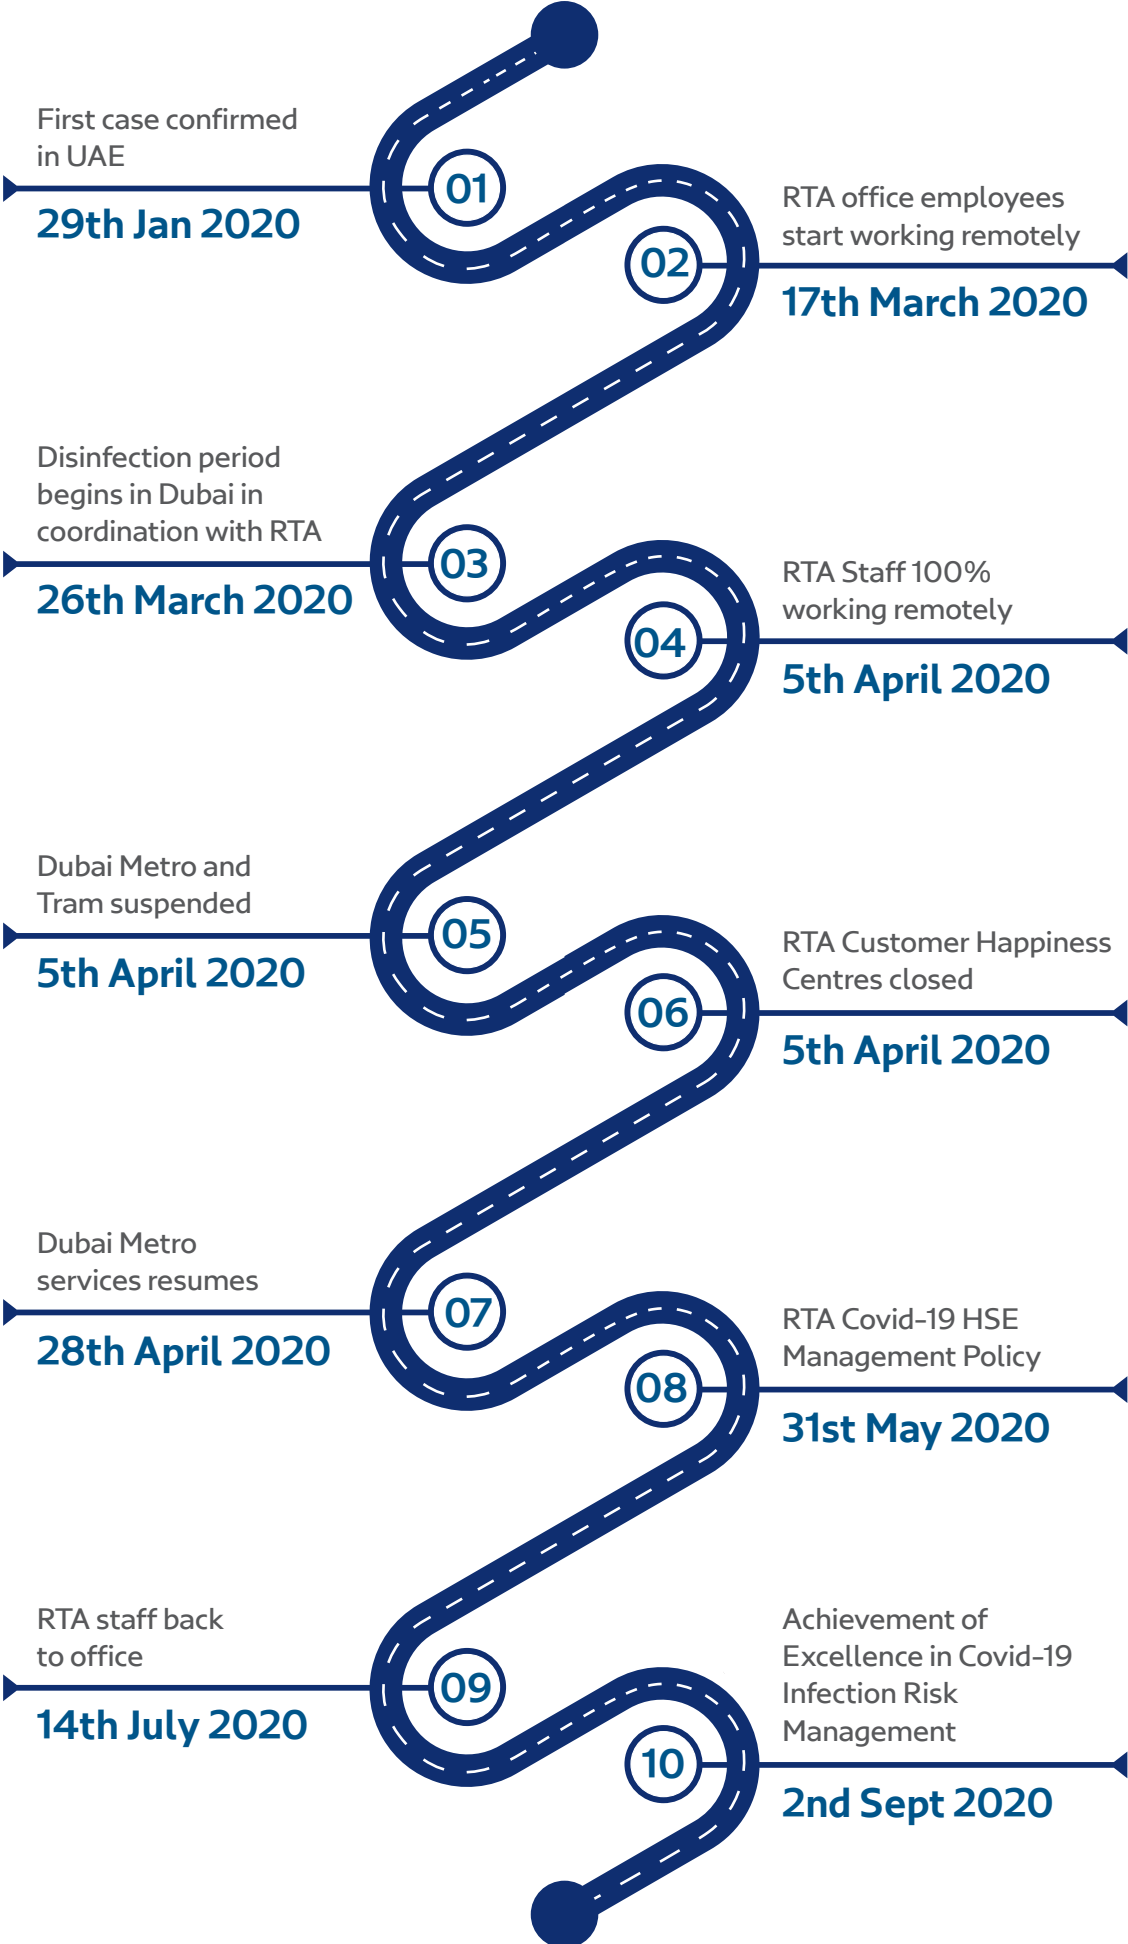 First case confirmed
in UAE
01
29th Jan 2020
RTA office employees
start working remotely
02
17th March 2020
Disinfection period
begins in Dubai in
coordination with RTA
03
26th March 2020
RTA Staff 100%
working remotely
04
5th April 2020
Dubai Metro and
Tram suspended
05
5th April 2020
RTA Customer Happiness
Centres closed
06
5th April 2020
Dubai Metro
services resumes
07
28th April 2020
RTA Covid-19 HSE
Management Policy
08
31st May 2020
RTA staff back
to office
09
14th July 2020
Achievement of
Excellence in Covid-19
Infection Risk
Management
10
2nd Sept 2020